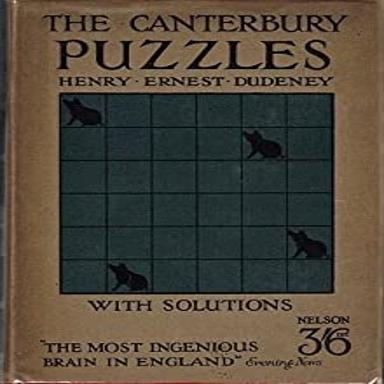 THE CANTERBURY
PUZZLES
HENRY · ERNEST · DUDENEY
WITH SOLUTIONS
NELSON
3/6
"THE MOST INGENIOUS
BRAIN IN ENGLAND" Evening News